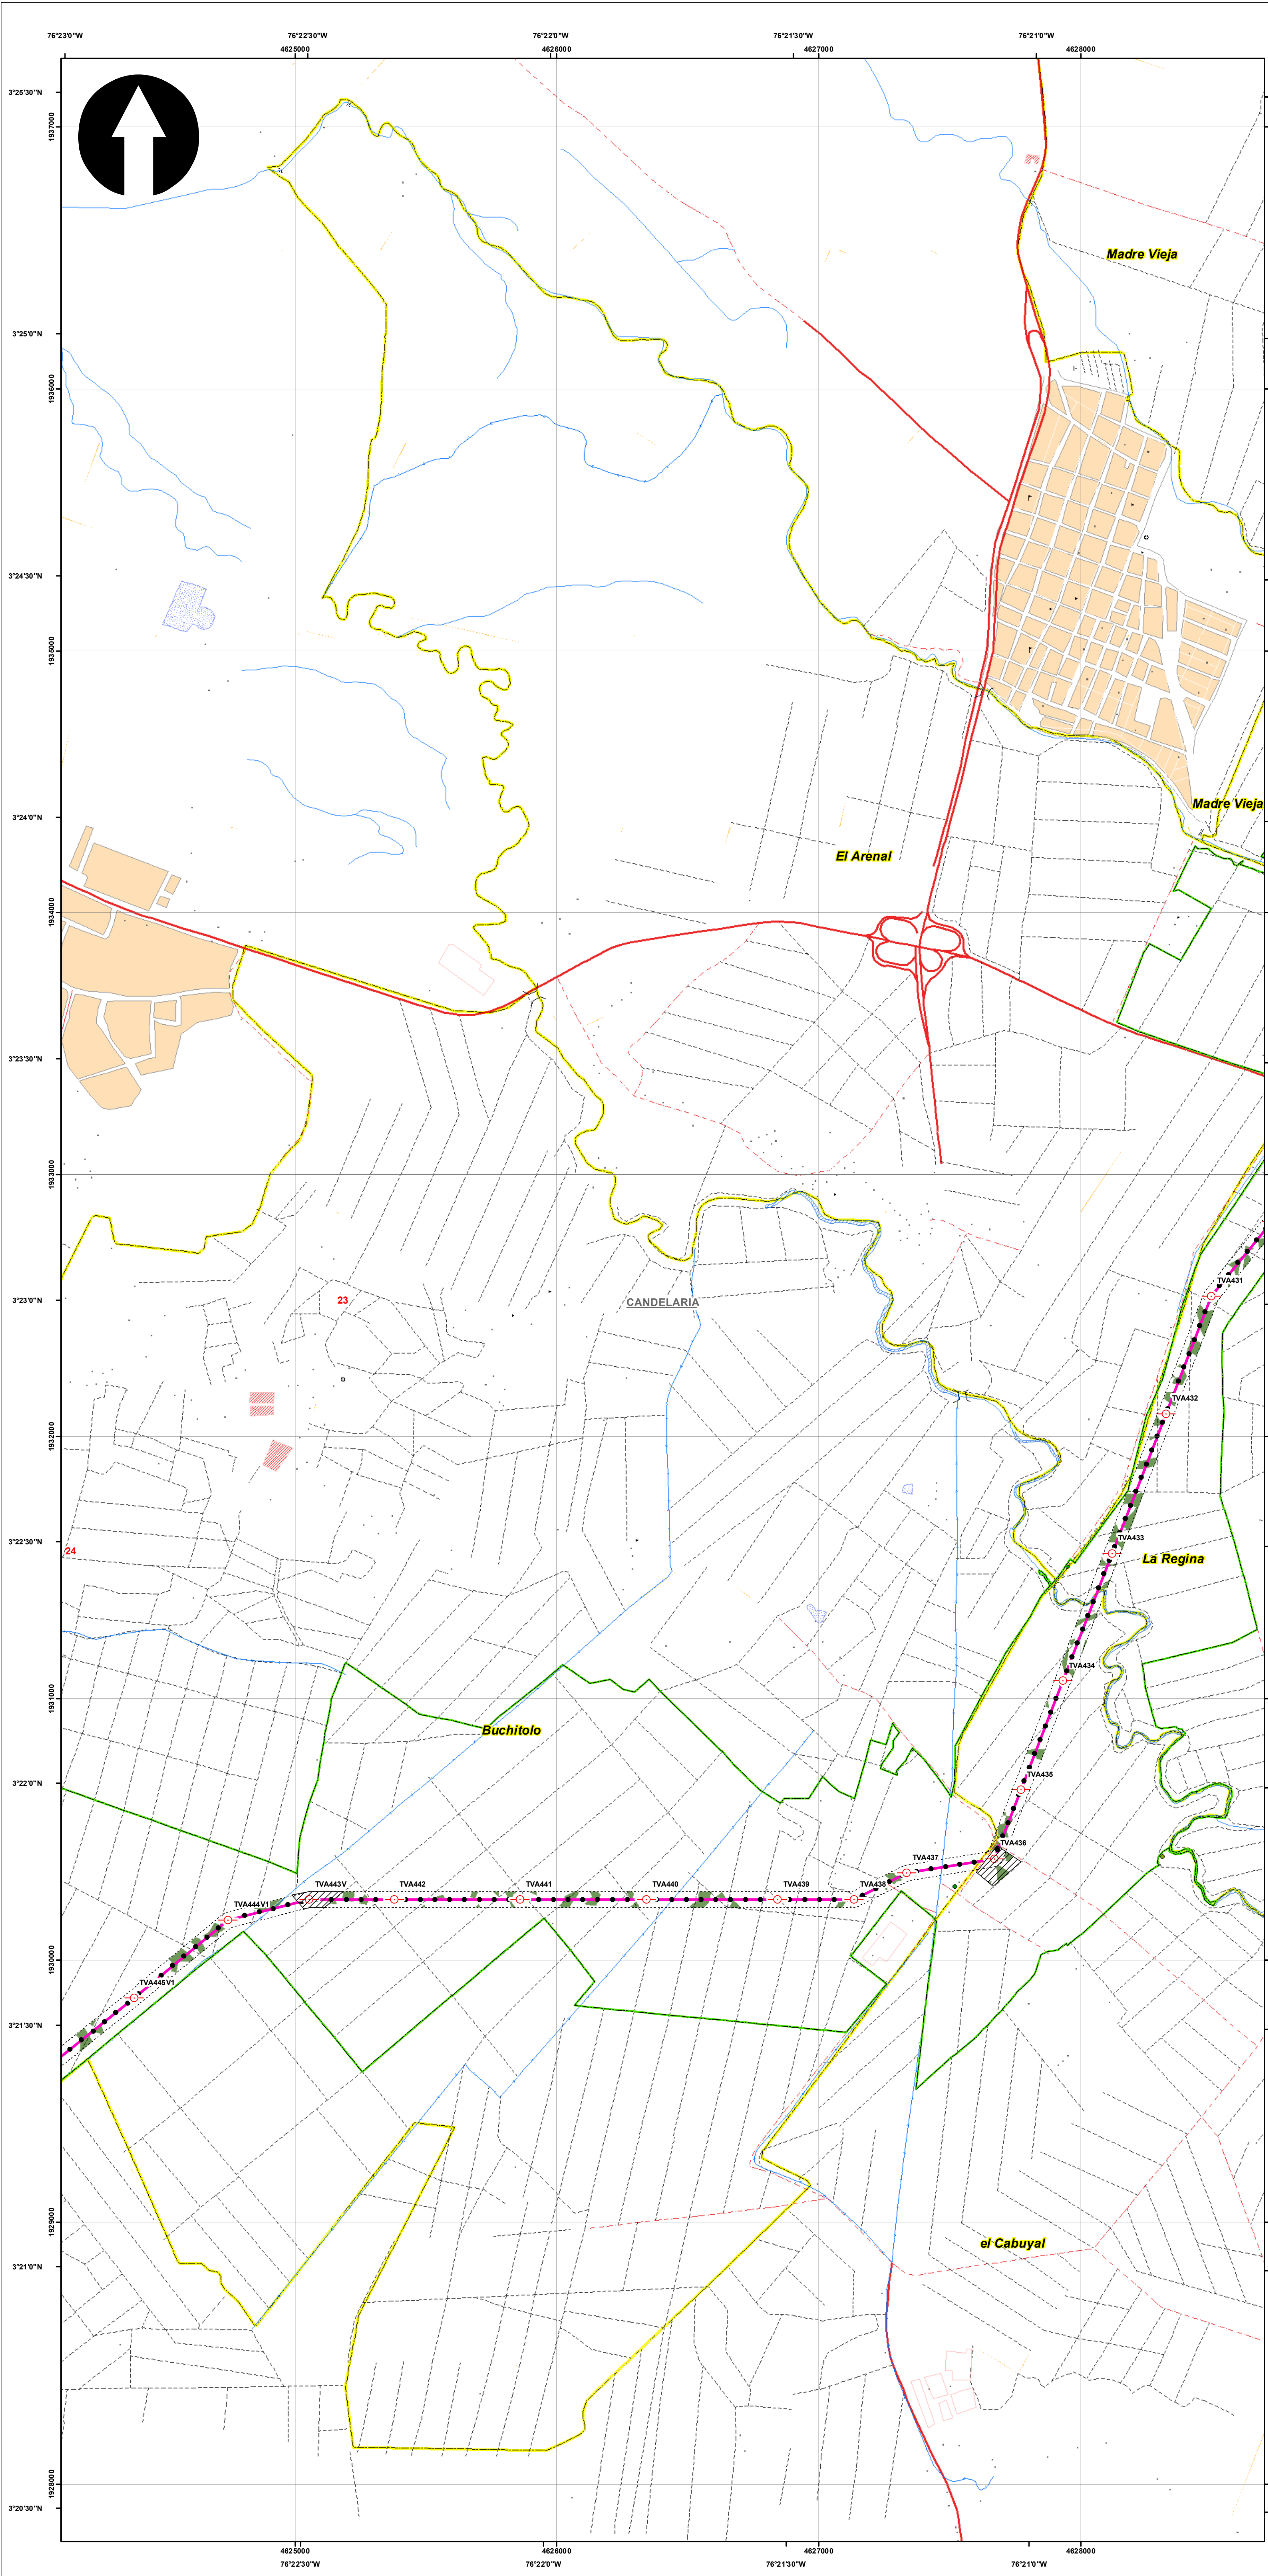 76°23'0"W 76°22'30"W 76°22'0"W 76°21'30"W 76°21'0"W
4625000 4626000 4627000 4628000
3°25'30"N
1937000
Madre Vieja
3°25'0"N
1936000
3°24'30"N
1935000
Madre Vieja
3°24'0"N
El Arenal
1934000
3°23'30"N
1933000
TVA431
3°23'0"N
23
CANDELARIA
TVA432
1932000
TVA433
3°22'30"N
24
La Regina
TVA434
1931000
Buchitolo
TVA435
3°22'0"N
TVA436
TVA437
TVA443V TVA442 TVA441 TVA440 TVA439 TVA438
TVA444V1
1930000
TVA445V1
3°21'30"N
1929000
el Cabuyal
3°21'0"N
1928000
3°20'30"N
4625000 4626000 4627000 4628000
76°22'30"W 76°22'0"W 76°21'30"W 76°21'0"W